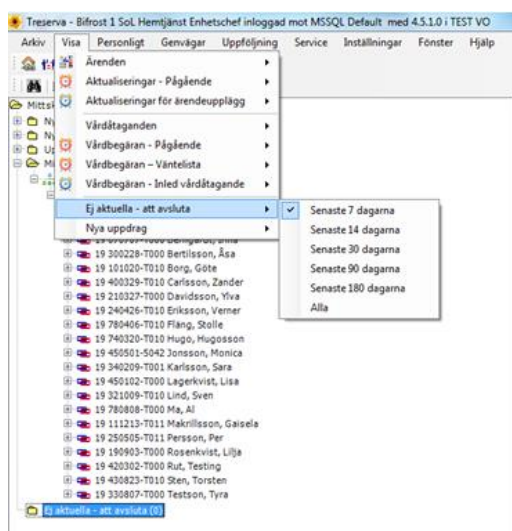 Treserva - Bifrost 1 SoL Hemtjänst Enhetschef inloggad mot MSSQL Default med 4.5.1.0 i TEST VO
Arkiv Visa Personligt Genvägar Uppföljning Service Inställningar Fönster Hjälp
Ärenden
Aktualiseringar - Pågående
Aktualiseringar för ärendeupplägg
Vårdåtaganden
Vårdbegäran - Pågående
Vårdbegäran – Väntelista
Vårdbegäran - Inled vårdåtagande
Ej aktuella - att avsluta
Nya uppdrag
Senaste 7 dagarna
Senaste 14 dagarna
Senaste 30 dagarna
Senaste 90 dagarna
Senaste 180 dagarna
Alla
19 300228-T000 Bertilsson, Åsa
19 101020-T010 Borg, Göte
19 400329-T010 Carlsson, Zander
19 210327-T000 Davidsson, Ylva
19 240426-T010 Eriksson, Verner
19 780406-T010 Fläng, Stolle
19 740320-T010 Hugo, Hugosson
19 450501-5042 Jonsson, Monica
19 340209-T001 Karlsson, Sara
19 450102-T000 Lagerkvist, Lisa
19 321009-T010 Lind, Sven
19 780808-T000 Ma, Al
19 111213-T011 Makrillsson, Gaisela
19 250505-T011 Persson, Per
19 190903-T000 Rosenkvist, Lilja
19 420302-T000 Rut, Testing
19 430823-T010 Sten, Torsten
19 330807-T000 Testson, Tyra
Ej aktuella - att avsluta (0)